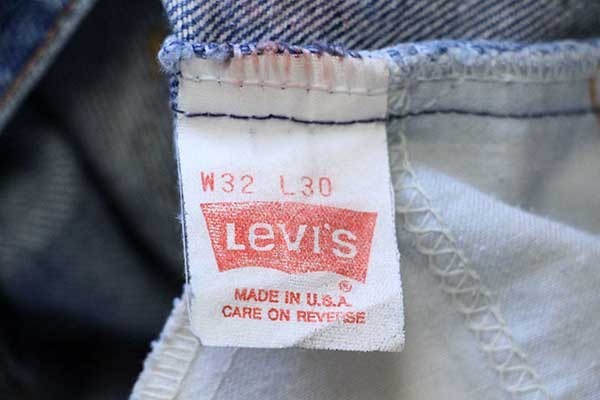 W32 L30
Levi's
®
MADE IN U.S.A.
CARE ON REVERSE